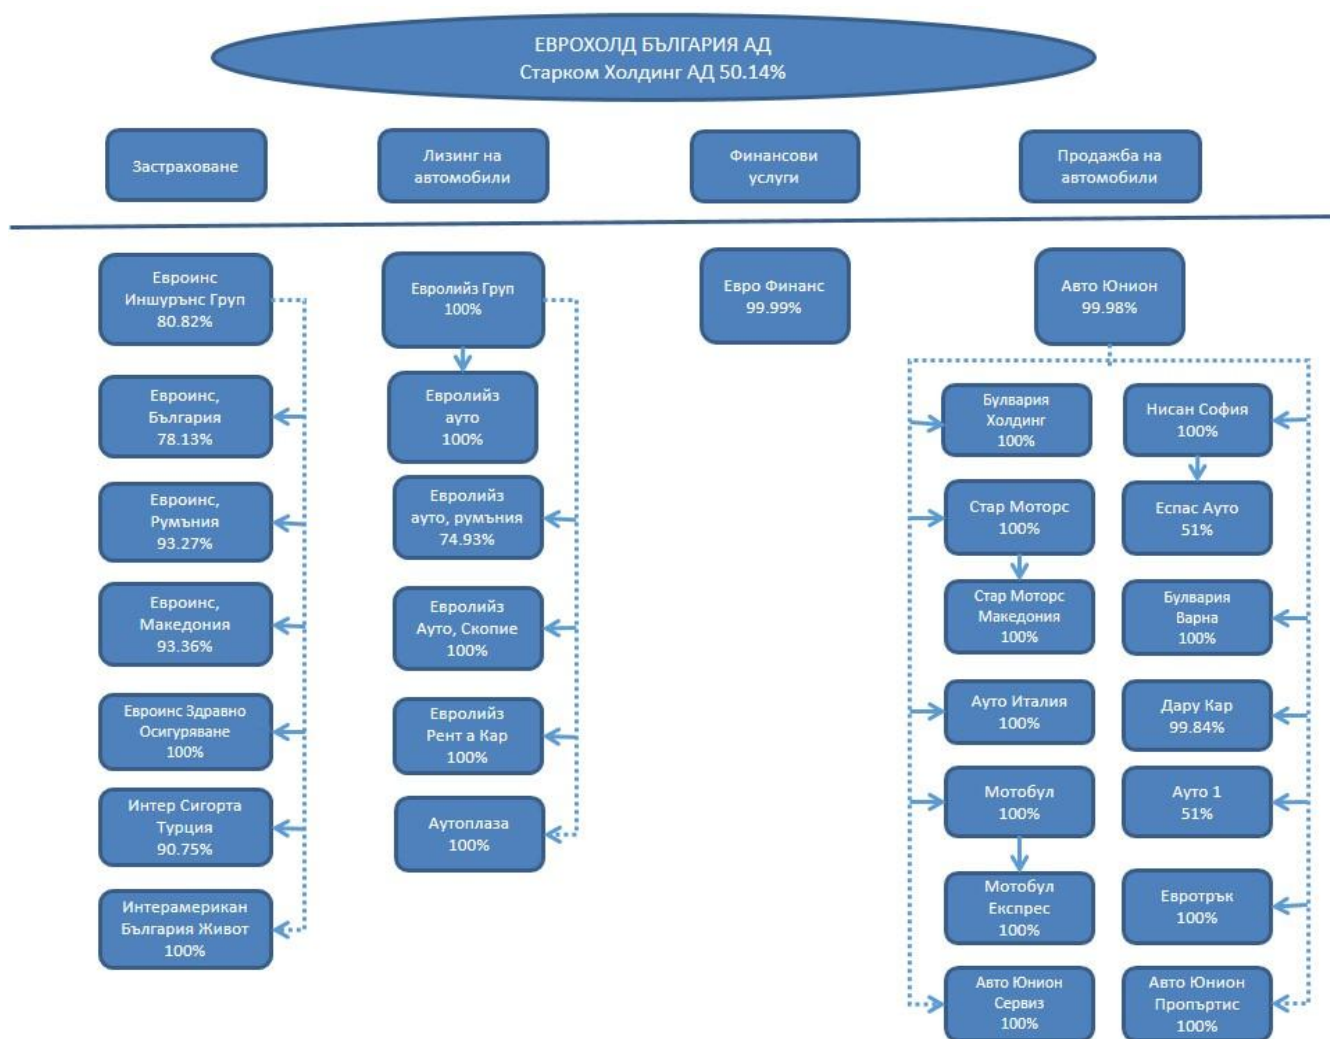 ЕВРОХОЛД БЪЛГАРИЯ АД
Старком Холдинг АД 50.14%
Застраховане
Лизинг на
автомобили
Финансови
услуги
Продажба на
автомобили
Евроинс
Иншурънс Груп
80.82%
Евроинс,
България
78.13%
Евроинс,
Румъния
93.27%
Евроинс,
Македония
93.36%
Евроинс Здравно
Осигуряване
100%
Интер Сигорта
Турция
90.75%
Интерамерикан
България Живот
100%
Евролийз Груп
100%
Евролийз
ауто
100%
Евролийз
ауто, румъния
74.93%
Евролийз
Ауто, Скопие
100%
Евролийз
Рент а Кар
100%
Аутоплаза
100%
Евро Финанс
99.99%
Авто Юнион
99.98%
Булвария
Холдинг
100%
Стар Моторс
100%
Стар Моторс
Македония
100%
Ауто Италия
100%
Мотобул
100%
Мотобул
Експрес
100%
Авто Юнион
Сервиз
100%
Нисан София
100%
Еспас Ауто
51%
Булвария
Варна
100%
Дару Кар
99.84%
Ауто 1
51%
Евротрък
100%
Авто Юнион
Пропъртис
100%